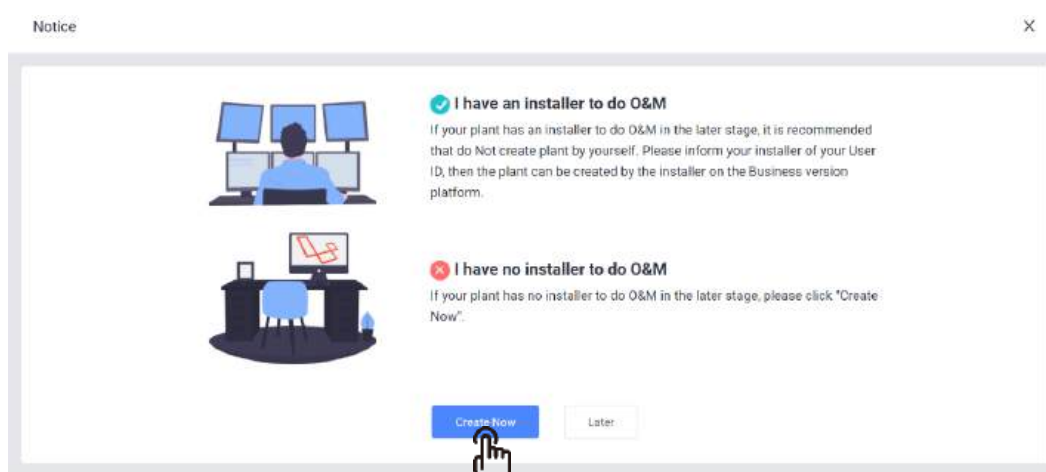 Notice
X
I have an installer to do O&M
If your plant has an installer to do O&M in the later stage, it is recommended
that do Not create plant by yourself. Please inform your installer of your User
ID, then the plant can be created by the installer on the Business version
platform.
I have no installer to do O&M
If your plant has no installer to do O&M in the later stage, please click "Create
Now".
Create Now
Later